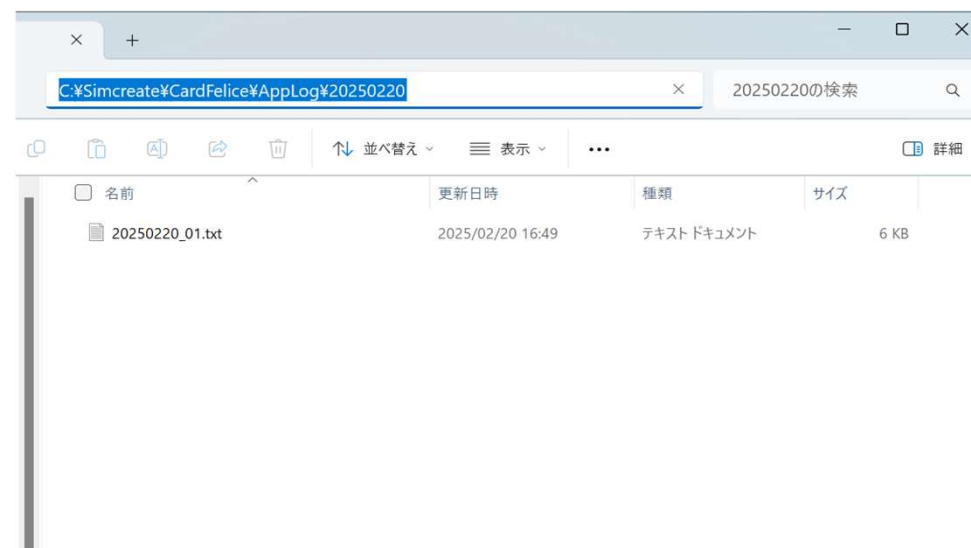 C:¥Simcreate¥CardFelice¥AppLog¥20250220
20250220の検索
並べ替え
表示
詳細
名前
更新日時
種類
サイズ
20250220_01.txt
2025/02/20 16:49
テキスト ドキュメント
6 KB